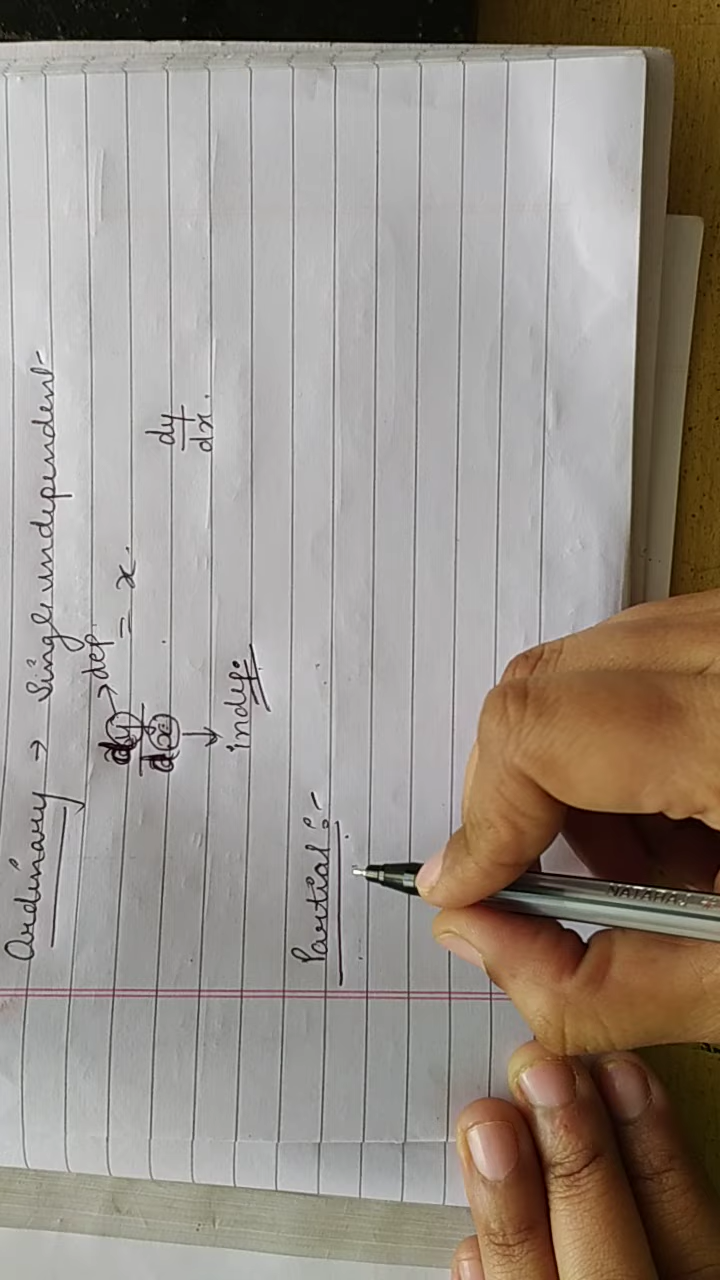 Ordinary → Single independent
dy/dx → dep. = x.
dy/dx.
↓
indep.
Partial :-
NATARAJ